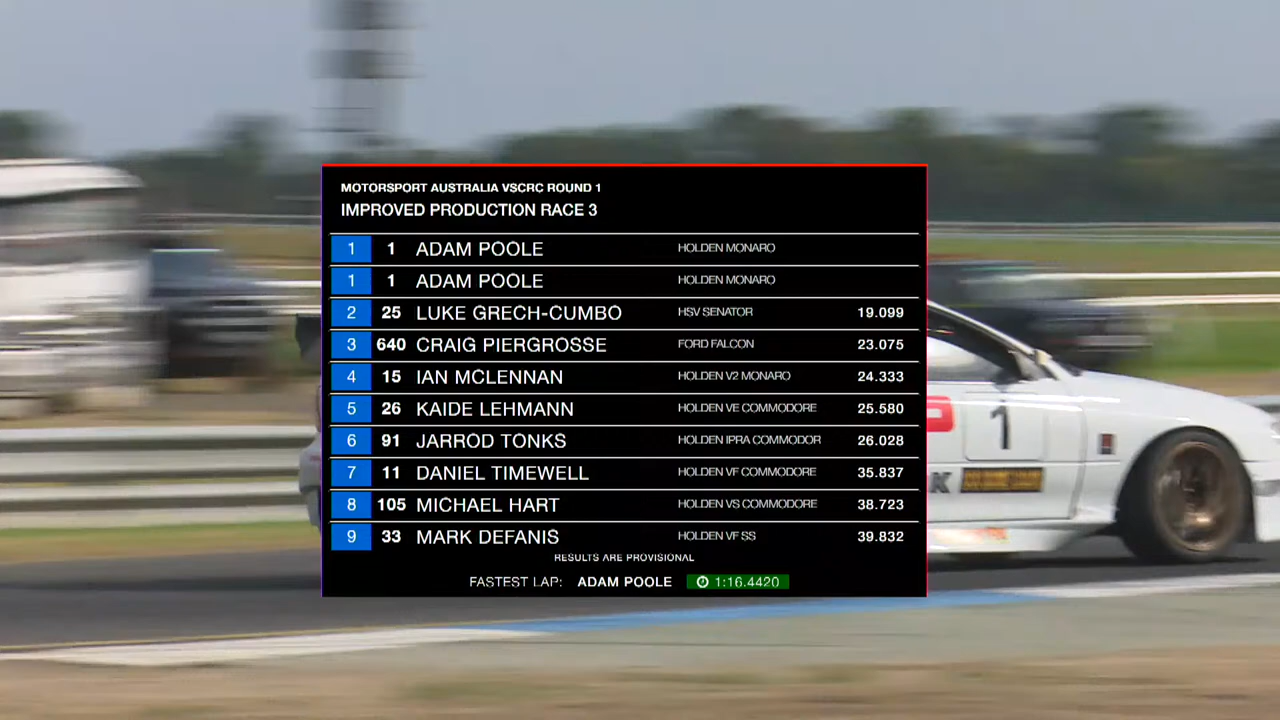 MOTORSPORT AUSTRALIA VSCRC ROUND 1
IMPROVED PRODUCTION RACE 3
1 1 ADAM POOLE HOLDEN MONARO
1 1 ADAM POOLE HOLDEN MONARO
2 25 LUKE GRECH-CUMBO HSV SENATOR 19.099
3 640 CRAIG PIERGROSSE FORD FALCON 23.075
4 15 IAN MCLENNAN HOLDEN V2 MONARO 24.333
5 26 KAIDE LEHMANN HOLDEN VE COMMODORE 25.580
6 91 JARROD TONKS HOLDEN IPRA COMMODOR 26.028
7 11 DANIEL TIMEWELL HOLDEN VF COMMODORE 35.837
8 105 MICHAEL HART HOLDEN VS COMMODORE 38.723
9 33 MARK DEFANIS HOLDEN VF SS 39.832
RESULTS ARE PROVISIONAL
FASTEST LAP: ADAM POOLE 1:16.4420
1